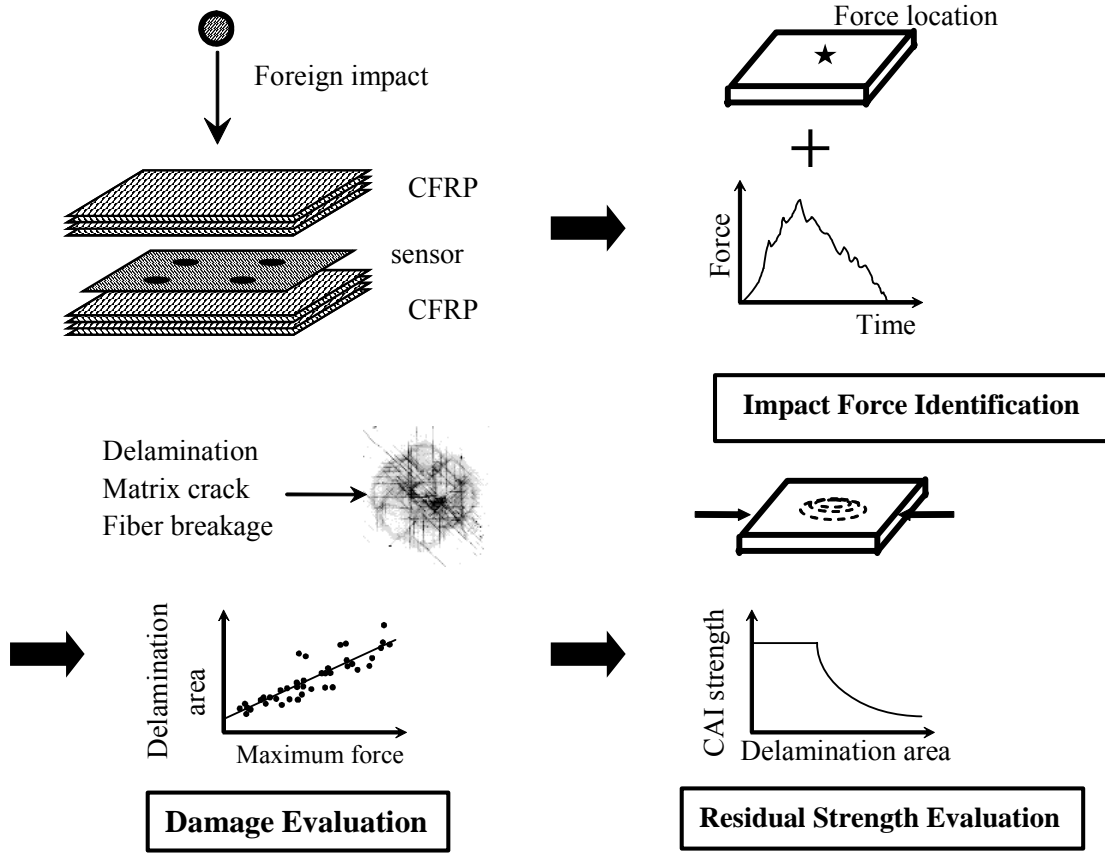 Force location
Foreign impact
CFRP
sensor
CFRP
Force
Time
Impact Force Identification
Delamination
Matrix crack
Fiber breakage
Delamination
area
Maximum force
Damage Evaluation
CAI strength
Delamination area
Residual Strength Evaluation